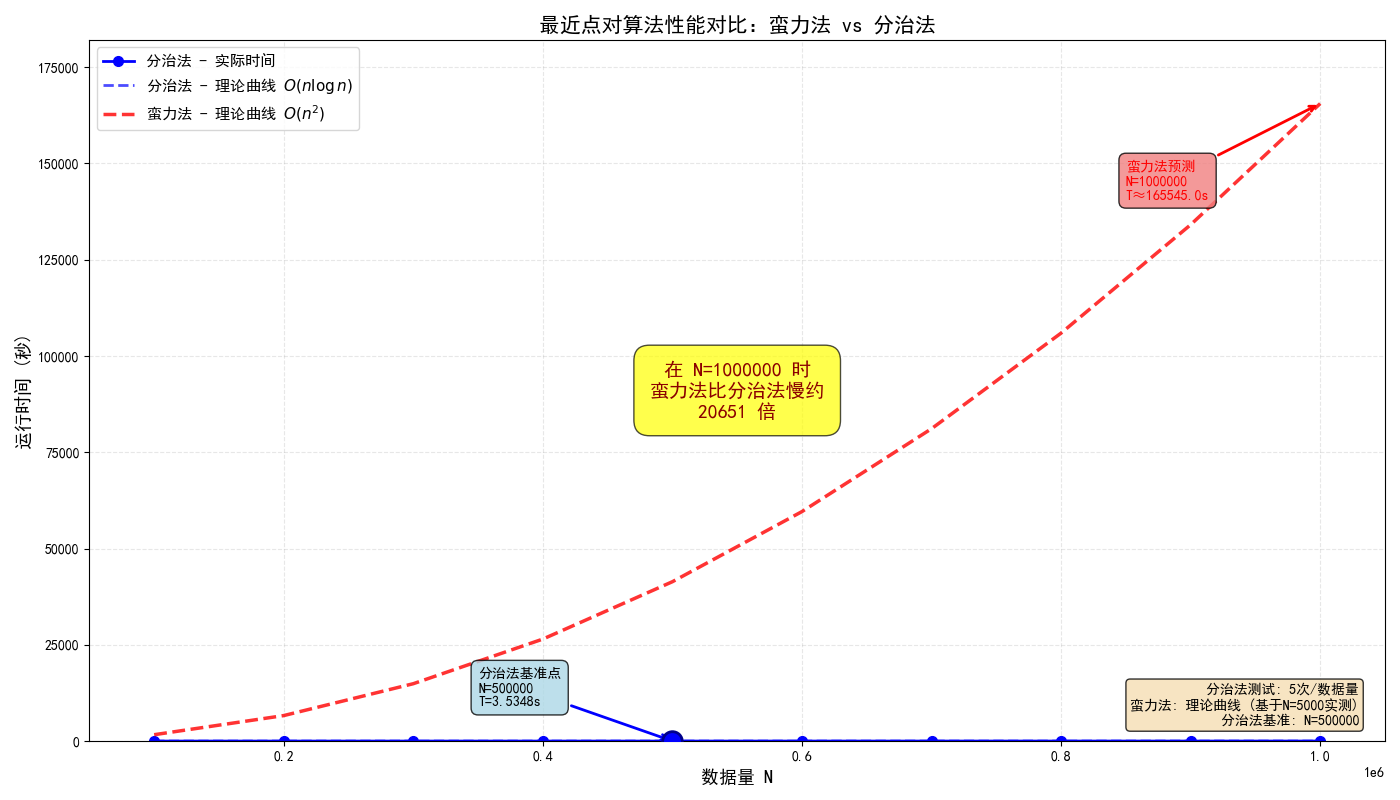 最近点对算法性能对比：蛮力法 vs 分治法
分治法 - 实际时间
分治法 - 理论曲线 O(n log n)
蛮力法 - 理论曲线 O(n²)
175000
150000
125000
100000
75000
50000
25000
0
运行时间 (秒)
蛮力法预测
N=1000000
T≈165545.0s
在 N=1000000 时
蛮力法比分治法慢约
20651 倍
分治法基准点
N=500000
T=3.5348s
分治法测试: 5次/数据量
蛮力法: 理论曲线 (基于N=5000实测)
分治法基准: N=500000
0.2
0.4
0.6
0.8
1.0
1e6
数据量 N